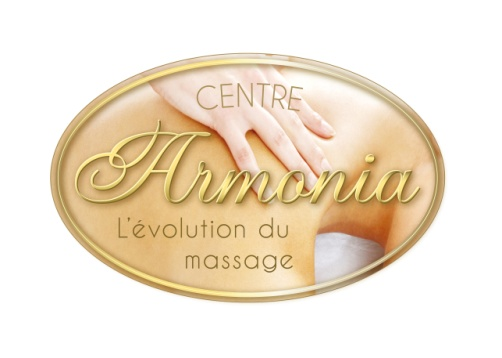 CENTRE
Armonia
L'évolution du
massage